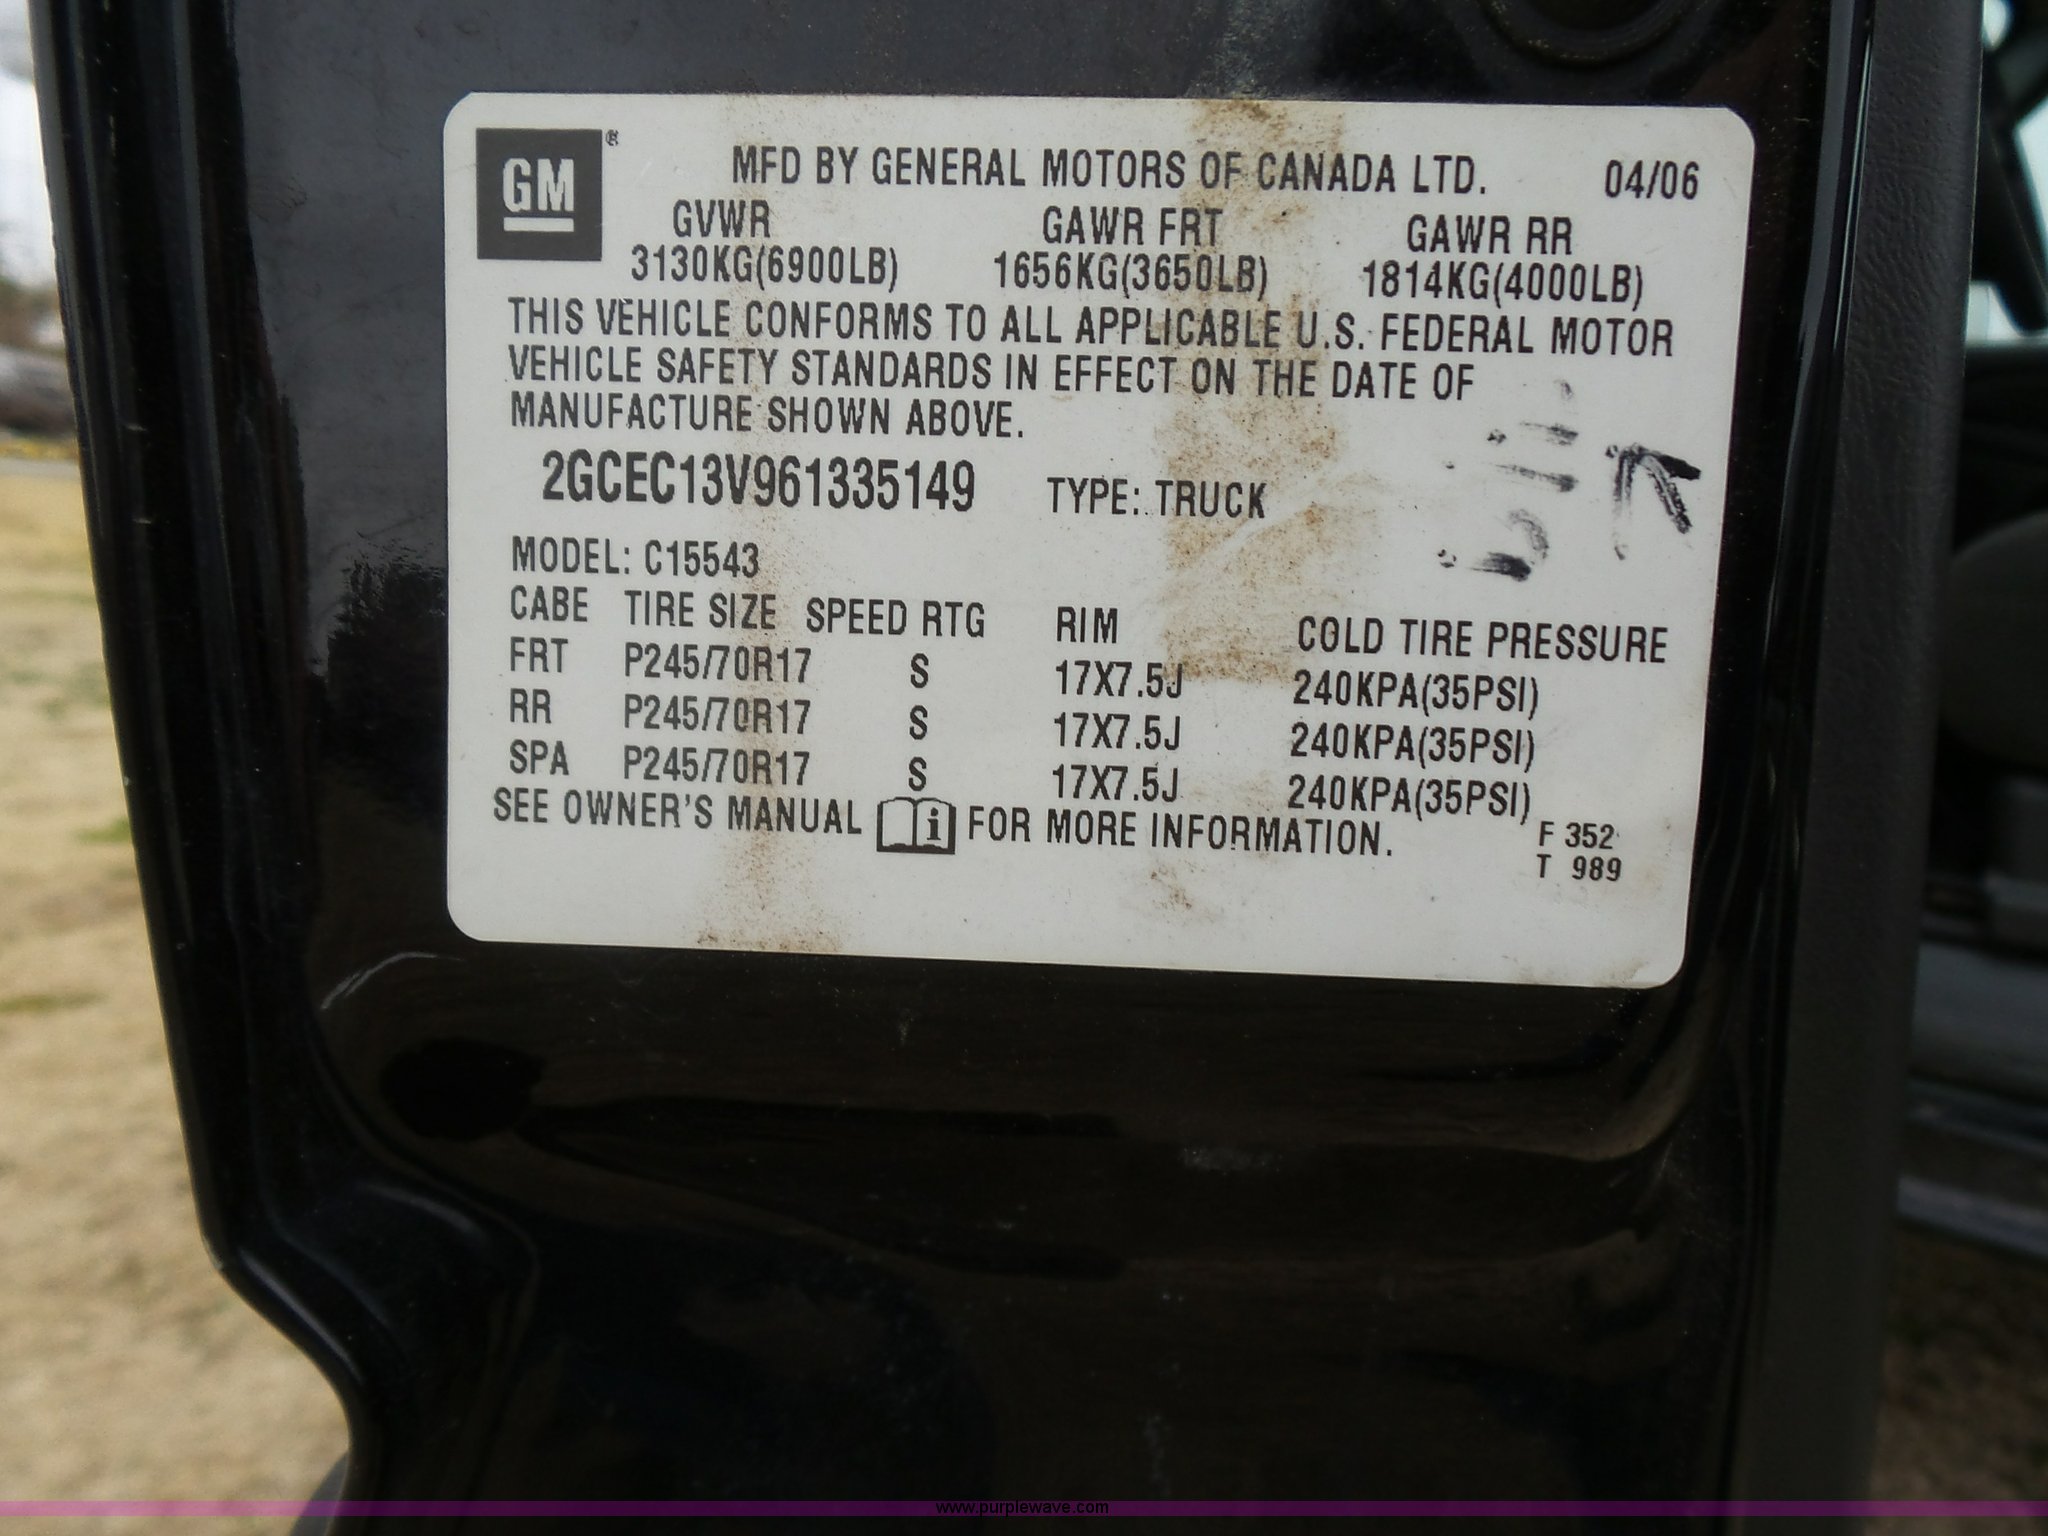 GM®
MFD BY GENERAL MOTORS OF CANADA LTD. 04/06
GVWR GAWR FRT GAWR RR
3130KG(6900LB) 1656KG(3650LB) 1814KG(4000LB)
THIS VEHICLE CONFORMS TO ALL APPLICABLE U.S. FEDERAL MOTOR
VEHICLE SAFETY STANDARDS IN EFFECT ON THE DATE OF
MANUFACTURE SHOWN ABOVE.
2GCEC13V961335149 TYPE: TRUCK
MODEL: C15543
CABE TIRE SIZE SPEED RTG RIM COLD TIRE PRESSURE
FRT P245/70R17 S 17X7.5J 240KPA(35PSI)
RR P245/70R17 S 17X7.5J 240KPA(35PSI)
SPA P245/70R17 S 17X7.5J 240KPA(35PSI)
SEE OWNER'S MANUAL i FOR MORE INFORMATION.
F 352
T 989
www.purplewave.com